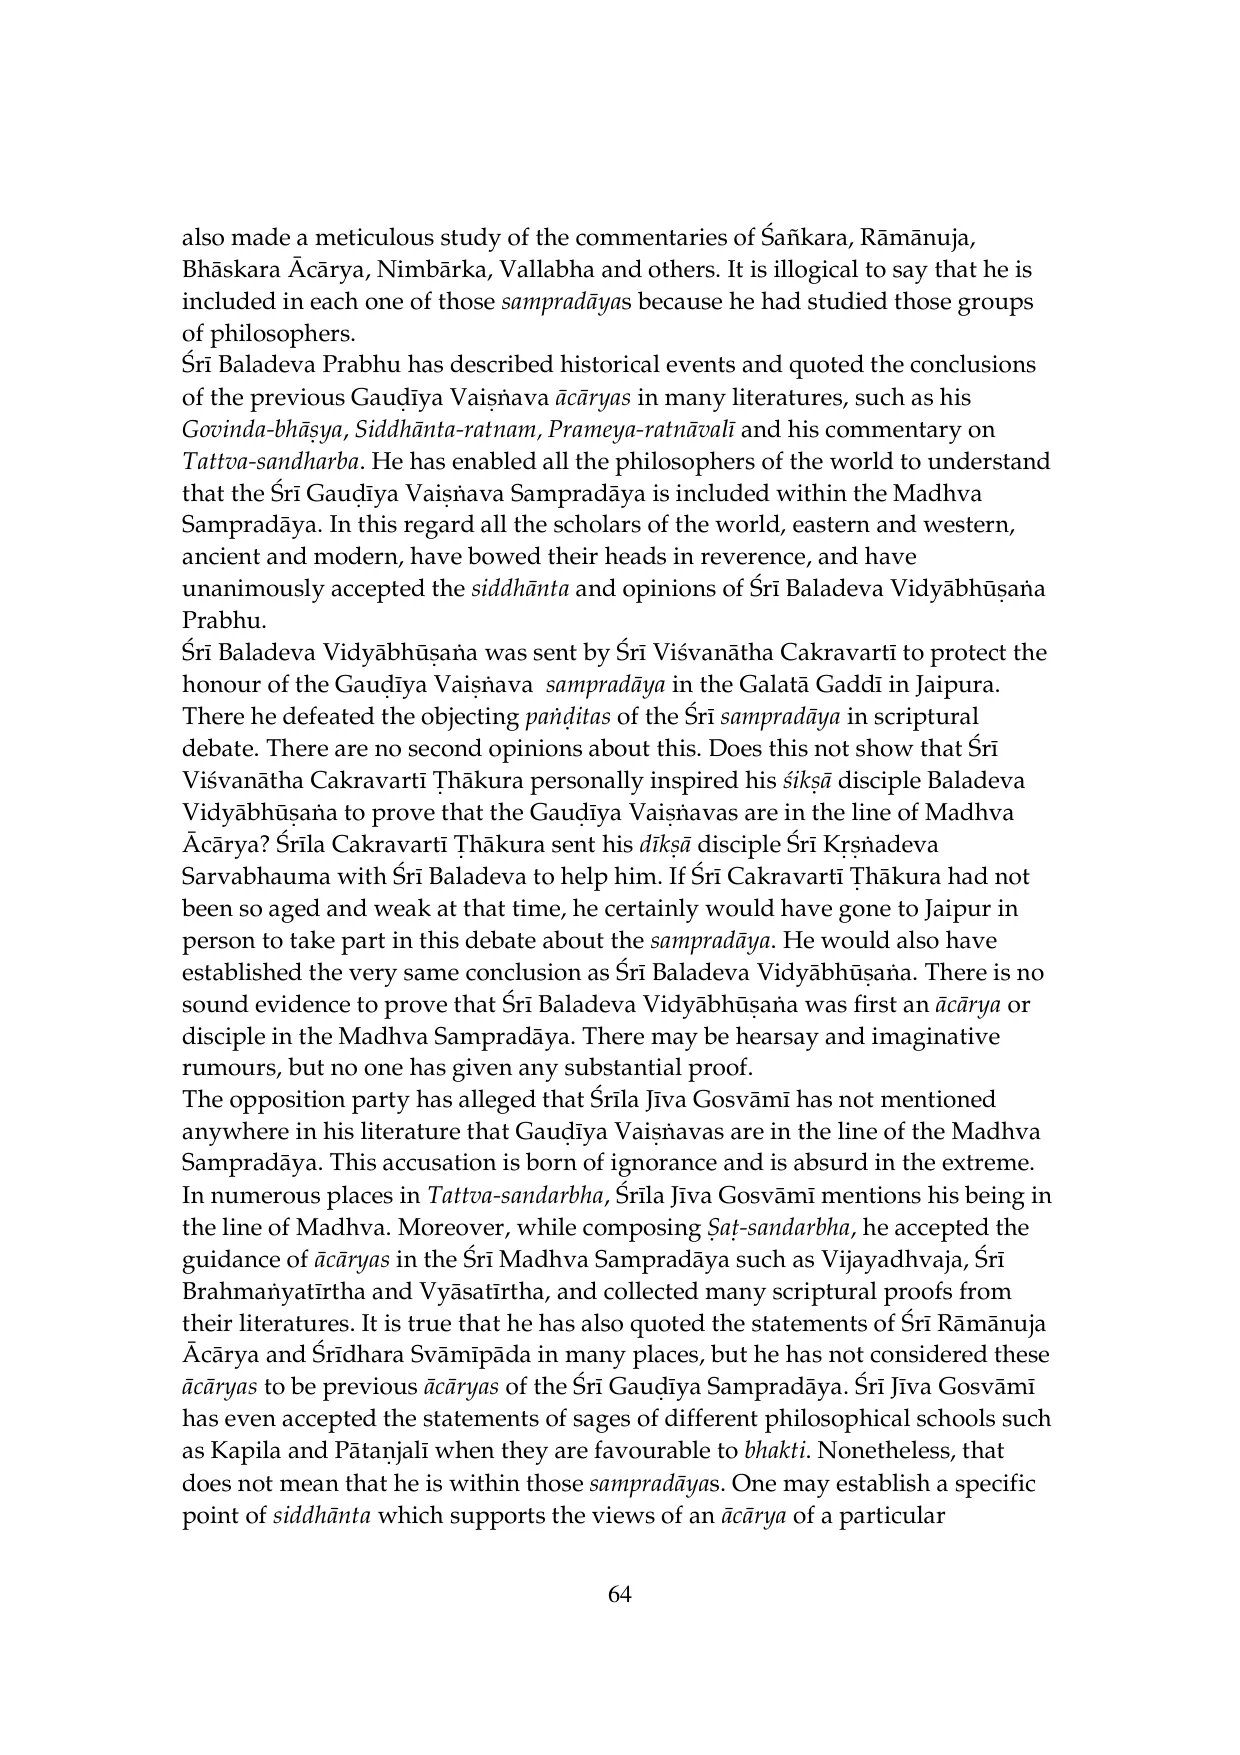 also made a meticulous study of the commentaries of Śañkara, Rāmānuja,
Bhāskara Ācārya, Nimbārka, Vallabha and others. It is illogical to say that he is
included in each one of those sampradāyas because he had studied those groups
of philosophers.
Śrī Baladeva Prabhu has described historical events and quoted the conclusions
of the previous Gauḍīya Vaiṣṅava ācāryas in many literatures, such as his
Govinda-bhāṣya, Siddhānta-ratnam, Prameya-ratnāvalī and his commentary on
Tattva-sandharba. He has enabled all the philosophers of the world to understand
that the Śrī Gauḍīya Vaiṣṅava Sampradāya is included within the Madhva
Sampradāya. In this regard all the scholars of the world, eastern and western,
ancient and modern, have bowed their heads in reverence, and have
unanimously accepted the siddhānta and opinions of Śrī Baladeva Vidyābhūṣaṅa
Prabhu.
Śrī Baladeva Vidyābhūṣaṅa was sent by Śrī Viśvanātha Cakravartī to protect the
honour of the Gauḍīya Vaiṣṅava  sampradāya in the Galatā Gaddī in Jaipura.
There he defeated the objecting paṅḍitas of the Śrī sampradāya in scriptural
debate. There are no second opinions about this. Does this not show that Śrī
Viśvanātha Cakravartī Ṭhākura personally inspired his śikṣā disciple Baladeva
Vidyābhūṣaṅa to prove that the Gauḍīya Vaiṣṅavas are in the line of Madhva
Ācārya? Śrīla Cakravartī Ṭhākura sent his dīkṣā disciple Śrī Kṛṣṅadeva
Sarvabhauma with Śrī Baladeva to help him. If Śrī Cakravartī Ṭhākura had not
been so aged and weak at that time, he certainly would have gone to Jaipur in
person to take part in this debate about the sampradāya. He would also have
established the very same conclusion as Śrī Baladeva Vidyābhūṣaṅa. There is no
sound evidence to prove that Śrī Baladeva Vidyābhūṣaṅa was first an ācārya or
disciple in the Madhva Sampradāya. There may be hearsay and imaginative
rumours, but no one has given any substantial proof.
The opposition party has alleged that Śrīla Jīva Gosvāmī has not mentioned
anywhere in his literature that Gauḍīya Vaiṣṅavas are in the line of the Madhva
Sampradāya. This accusation is born of ignorance and is absurd in the extreme.
In numerous places in Tattva-sandarbha, Śrīla Jīva Gosvāmī mentions his being in
the line of Madhva. Moreover, while composing Ṣaṭ-sandarbha, he accepted the
guidance of ācāryas in the Śrī Madhva Sampradāya such as Vijayadhvaja, Śrī
Brahmaṅyatīrtha and Vyāsatīrtha, and collected many scriptural proofs from
their literatures. It is true that he has also quoted the statements of Śrī Rāmānuja
Ācārya and Śrīdhara Svāmīpāda in many places, but he has not considered these
ācāryas to be previous ācāryas of the Śrī Gauḍīya Sampradāya. Śrī Jīva Gosvāmī
has even accepted the statements of sages of different philosophical schools such
as Kapila and Pātaṇjalī when they are favourable to bhakti. Nonetheless, that
does not mean that he is within those sampradāyas. One may establish a specific
point of siddhānta which supports the views of an ācārya of a particular
64